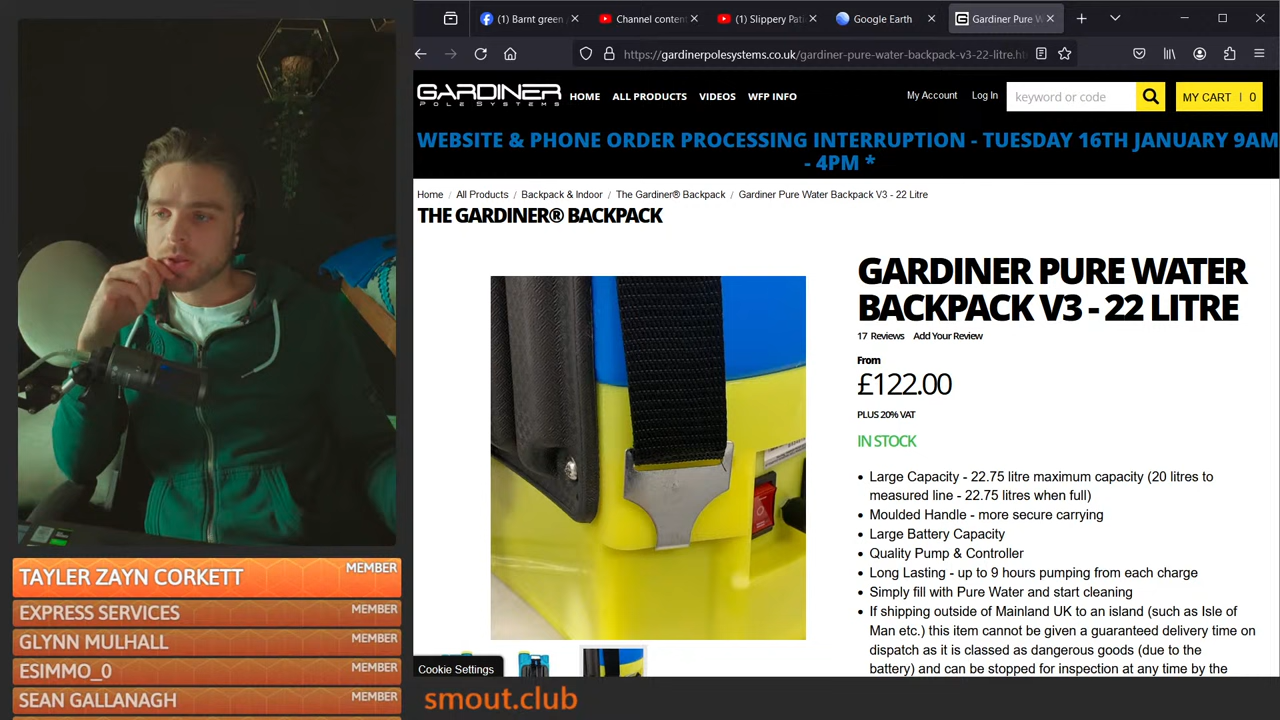 (1) Barnt green
Channel conten
(1) Slippery Pati
Google Earth
Gardiner Pure W
https://gardinerpolesystems.co.uk/gardiner-pure-water-backpack-v3-22-litre.h
GARDINER
POLE SYSTEMS
HOME
ALL PRODUCTS
VIDEOS
WFP INFO
My Account
Log In
keyword or code
MY CART | 0
WEBSITE & PHONE ORDER PROCESSING INTERRUPTION - TUESDAY 16TH JANUARY 9AM
- 4PM *
Home / All Products / Backpack & Indoor / The Gardiner® Backpack / Gardiner Pure Water Backpack V3 - 22 Litre
THE GARDINER® BACKPACK
GARDINER PURE WATER
BACKPACK V3 - 22 LITRE
17 Reviews Add Your Review
From
£122.00
PLUS 20% VAT
IN STOCK
• Large Capacity - 22.75 litre maximum capacity (20 litres to
measured line - 22.75 litres when full)
• Moulded Handle - more secure carrying
• Large Battery Capacity
• Quality Pump & Controller
• Long Lasting - up to 9 hours pumping from each charge
• Simply fill with Pure Water and start cleaning
• If shipping outside of Mainland UK to an island (such as Isle of
Man etc.) this item cannot be given a guaranteed delivery time on
dispatch as it is classed as dangerous goods (due to the
battery) and can be stopped for inspection at any time by the
Cookie Settings
TAYLER ZAYN CORKETT MEMBER
EXPRESS SERVICES MEMBER
GLYNN MULHALL MEMBER
ESIMMO_0 MEMBER
SEAN GALLANAGH MEMBER
smout.club